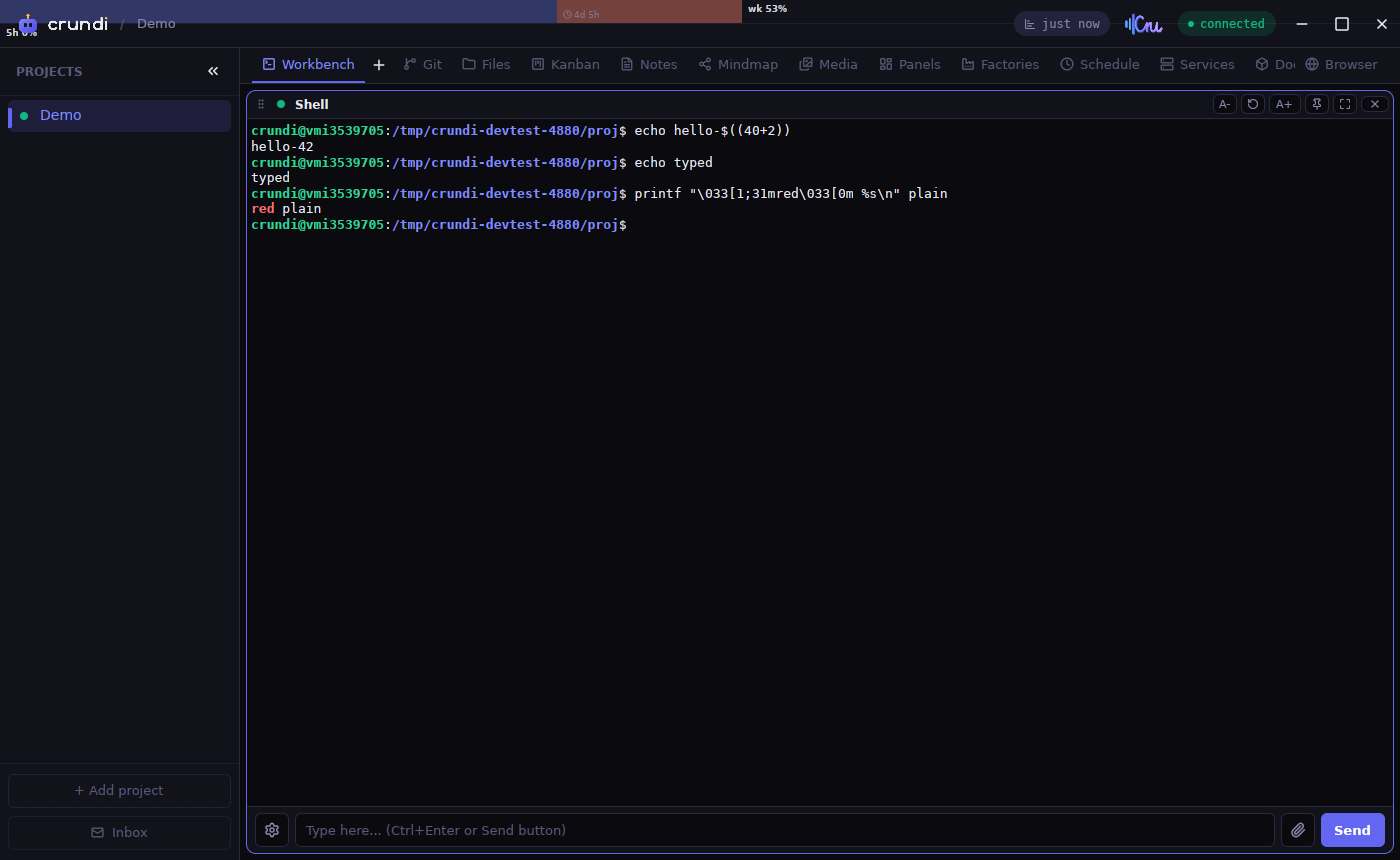 4d 5h
wk 53%
5h 0%
crundi / Demo
just now
Cru
connected
PROJECTS
Demo
+ Add project
Inbox
Workbench + Git Files Kanban Notes Mindmap Media Panels Factories Schedule Services Doc Browser
Shell
A- A+
crundi@vmi3539705:/tmp/crundi-devtest-4880/proj$ echo hello-$((40+2))
hello-42
crundi@vmi3539705:/tmp/crundi-devtest-4880/proj$ echo typed
typed
crundi@vmi3539705:/tmp/crundi-devtest-4880/proj$ printf "\033[1;31mred\033[0m %s\n" plain
red plain
crundi@vmi3539705:/tmp/crundi-devtest-4880/proj$
Type here... (Ctrl+Enter or Send button)
Send